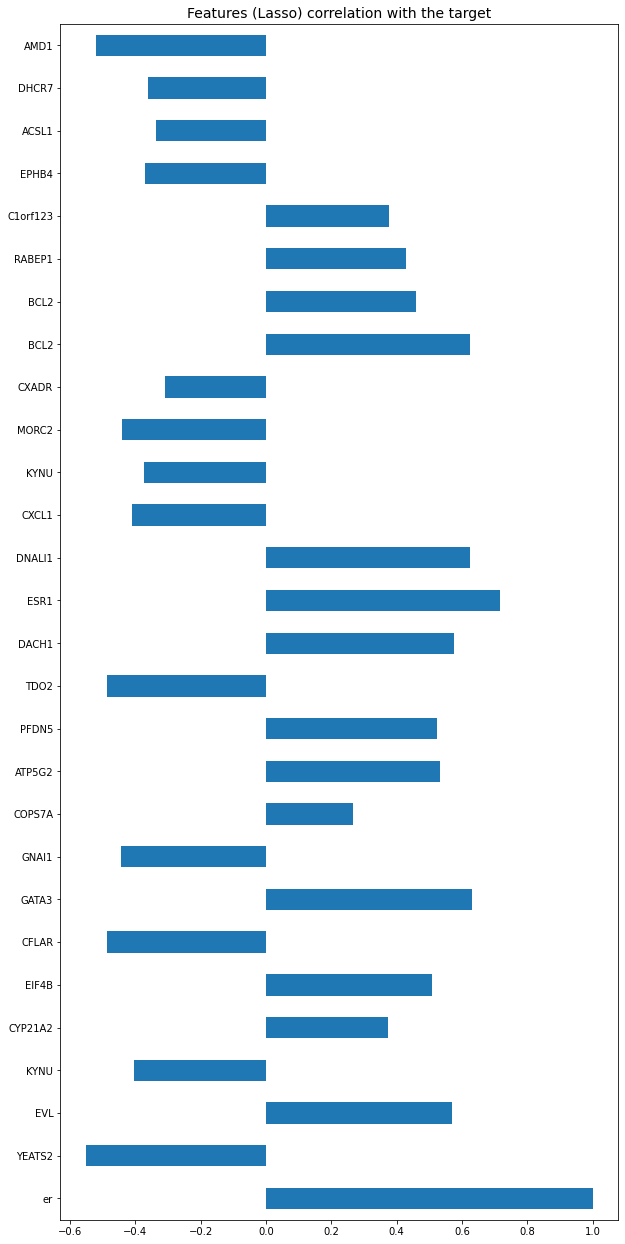 Features (Lasso) correlation with the target
AMD1
DHCR7
ACSL1
EPHB4
C1orf123
RABEP1
BCL2
BCL2
CXADR
MORC2
KYNU
CXCL1
DNALI1
ESR1
DACH1
TDO2
PFDN5
ATP5G2
COPS7A
GNAI1
GATA3
CFLAR
EIF4B
CYP21A2
KYNU
EVL
YEATS2
er
−0.6 −0.4 −0.2 0.0 0.2 0.4 0.6 0.8 1.0